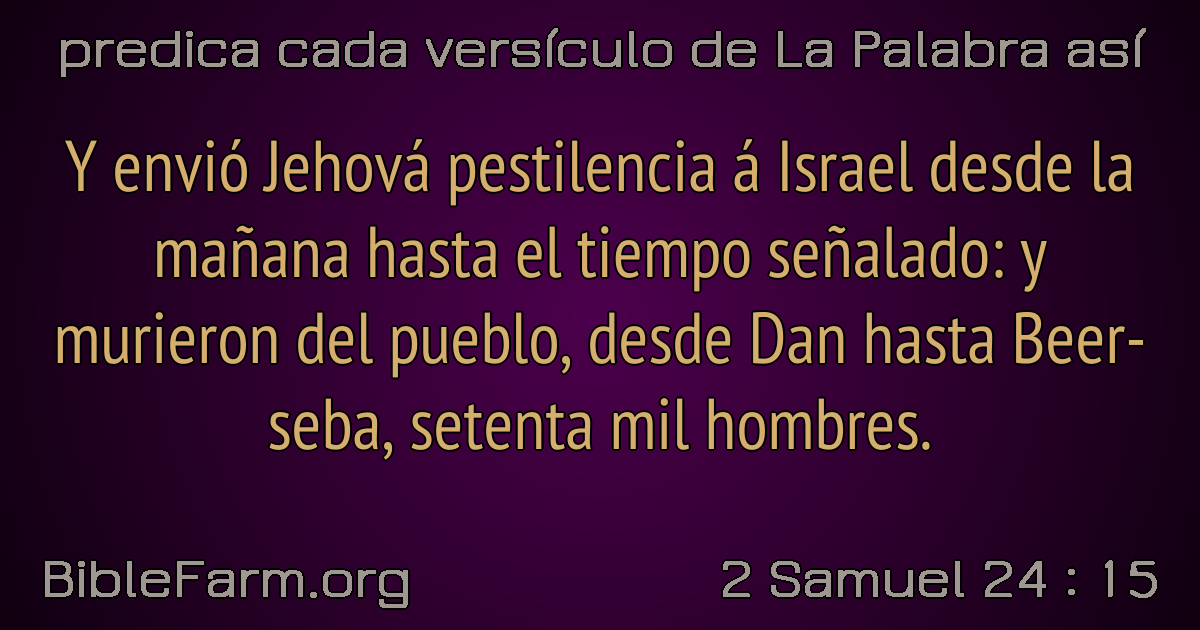 predica cada versículo de La Palabra así
Y envió Jehová pestilencia á Israel desde la
mañana hasta el tiempo señalado: y
murieron del pueblo, desde Dan hasta Beer-
seba, setenta mil hombres.
BibleFarm.org
2 Samuel 24 : 15